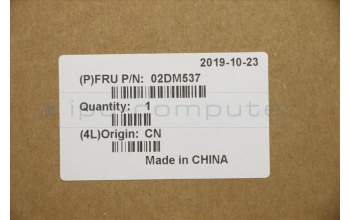 2019-10-23
(P)FRU P/N: 02DM537
Quantity: 1
(4L)Origin: CN
Made in CHINA